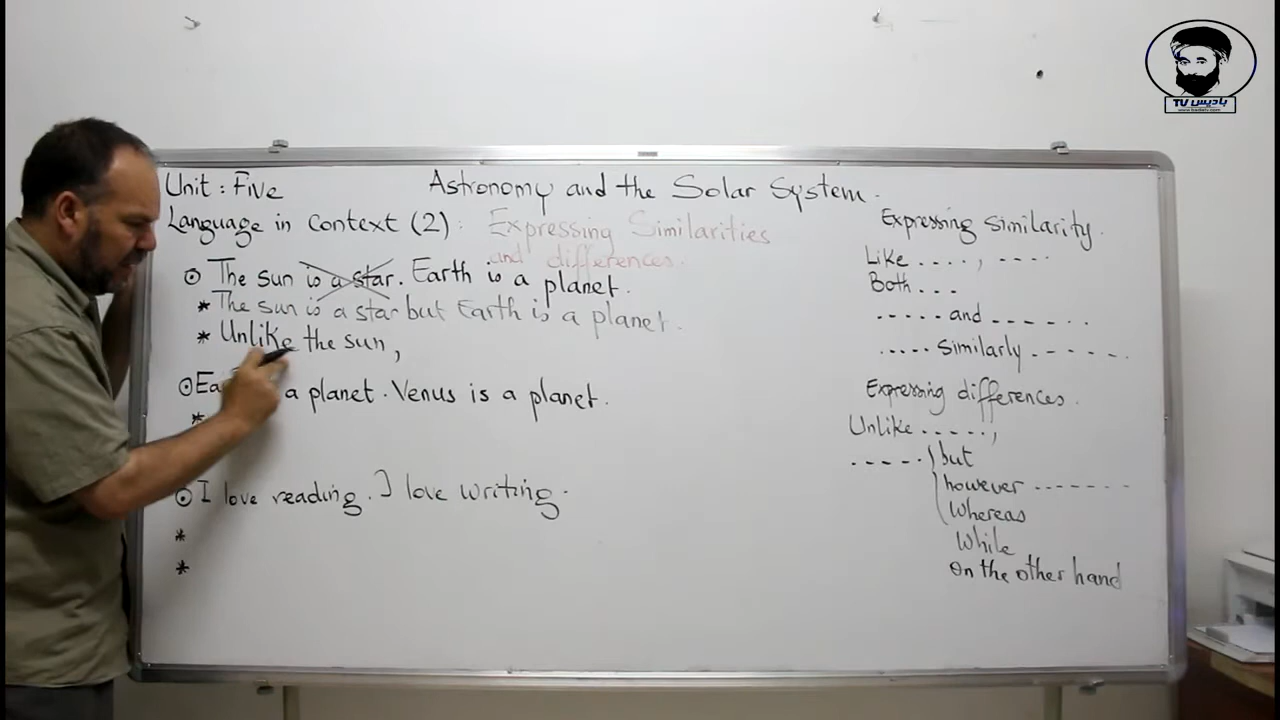 Unit : Five
Astronomy and the Solar System.
Language in Context (2) : Expressing Similarities
and differences.
⊙ The sun is a star. Earth is a planet.
* The sun is a star but Earth is a planet.
* Unlike the sun,
⊙ Ea a planet. Venus is a planet.
*
⊙ I love reading. I love writing.
*
*
Expressing Similarity.
Like ....., ....
Both ...
..... and ......
..... Similarly ......
Expressing differences.
Unlike .....,
..... but
however .......
Whereas
While
On the other hand
باديس TV